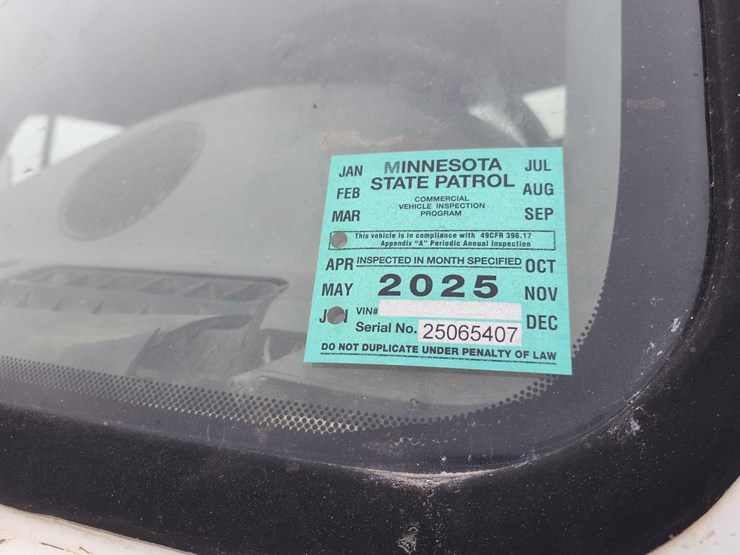 MINNESOTA
STATE PATROL
COMMERCIAL
VEHICLE INSPECTION
PROGRAM
JAN
FEB
MAR
JUL
AUG
SEP
This vehicle is in compliance with 49CFR 396.17
Appendix "A" Periodic Annual Inspection
INSPECTED IN MONTH SPECIFIED
APR
MAY
OCT
NOV
DEC
2025
VIN#
Serial No. 25065407
DO NOT DUPLICATE UNDER PENALTY OF LAW